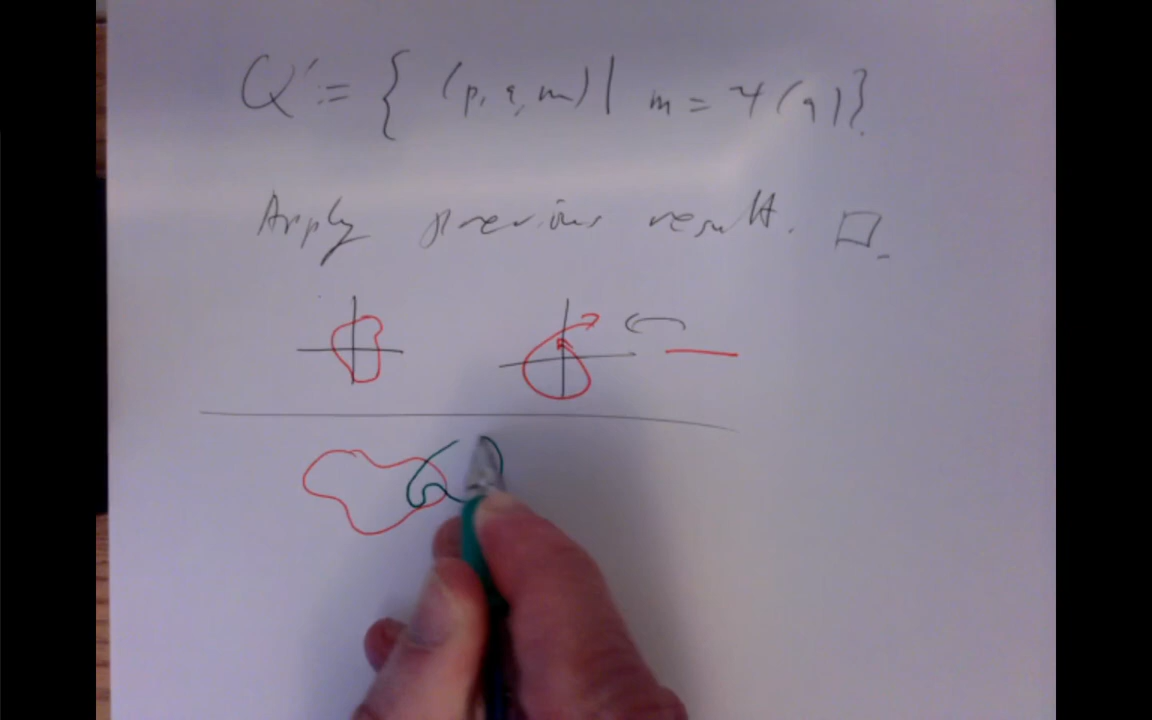 Q' := { (p, q, m) | m = Ψ(q) }
Apply previous result. □